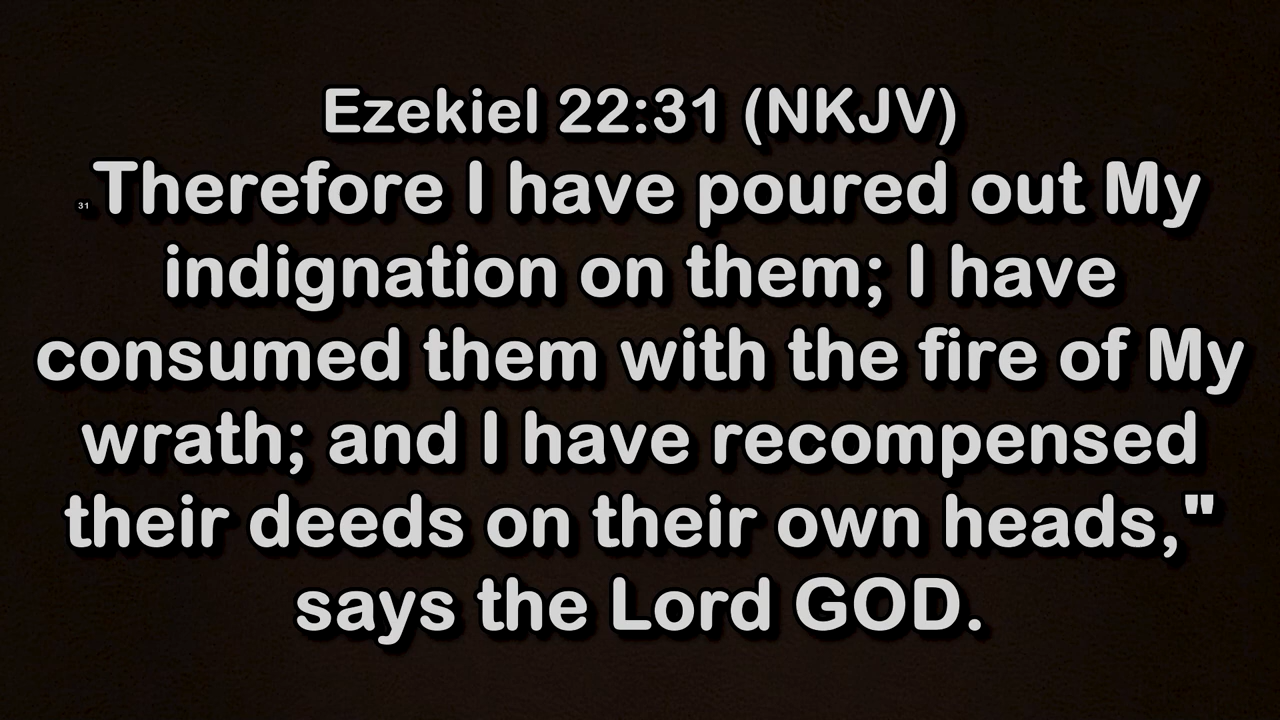 Ezekiel 22:31 (NKJV)
31 Therefore I have poured out My
indignation on them; I have
consumed them with the fire of My
wrath; and I have recompensed
their deeds on their own heads,"
says the Lord GOD.